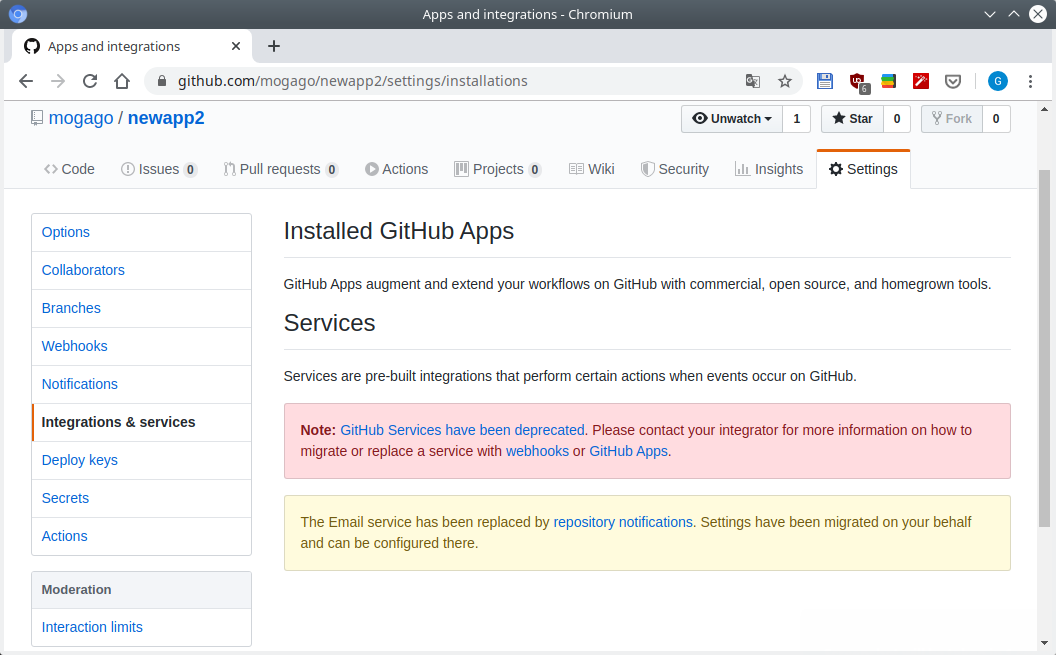 Apps and integrations - Chromium
Apps and integrations
github.com/mogago/newapp2/settings/installations
6
G
mogago / newapp2
Unwatch 1
Star 0
Fork 0
Code
Issues 0
Pull requests 0
Actions
Projects 0
Wiki
Security
Insights
Settings
Options
Collaborators
Branches
Webhooks
Notifications
Integrations & services
Deploy keys
Secrets
Actions
Moderation
Interaction limits
Installed GitHub Apps
GitHub Apps augment and extend your workflows on GitHub with commercial, open source, and homegrown tools.
Services
Services are pre-built integrations that perform certain actions when events occur on GitHub.
Note: GitHub Services have been deprecated. Please contact your integrator for more information on how to
migrate or replace a service with webhooks or GitHub Apps.
The Email service has been replaced by repository notifications. Settings have been migrated on your behalf
and can be configured there.